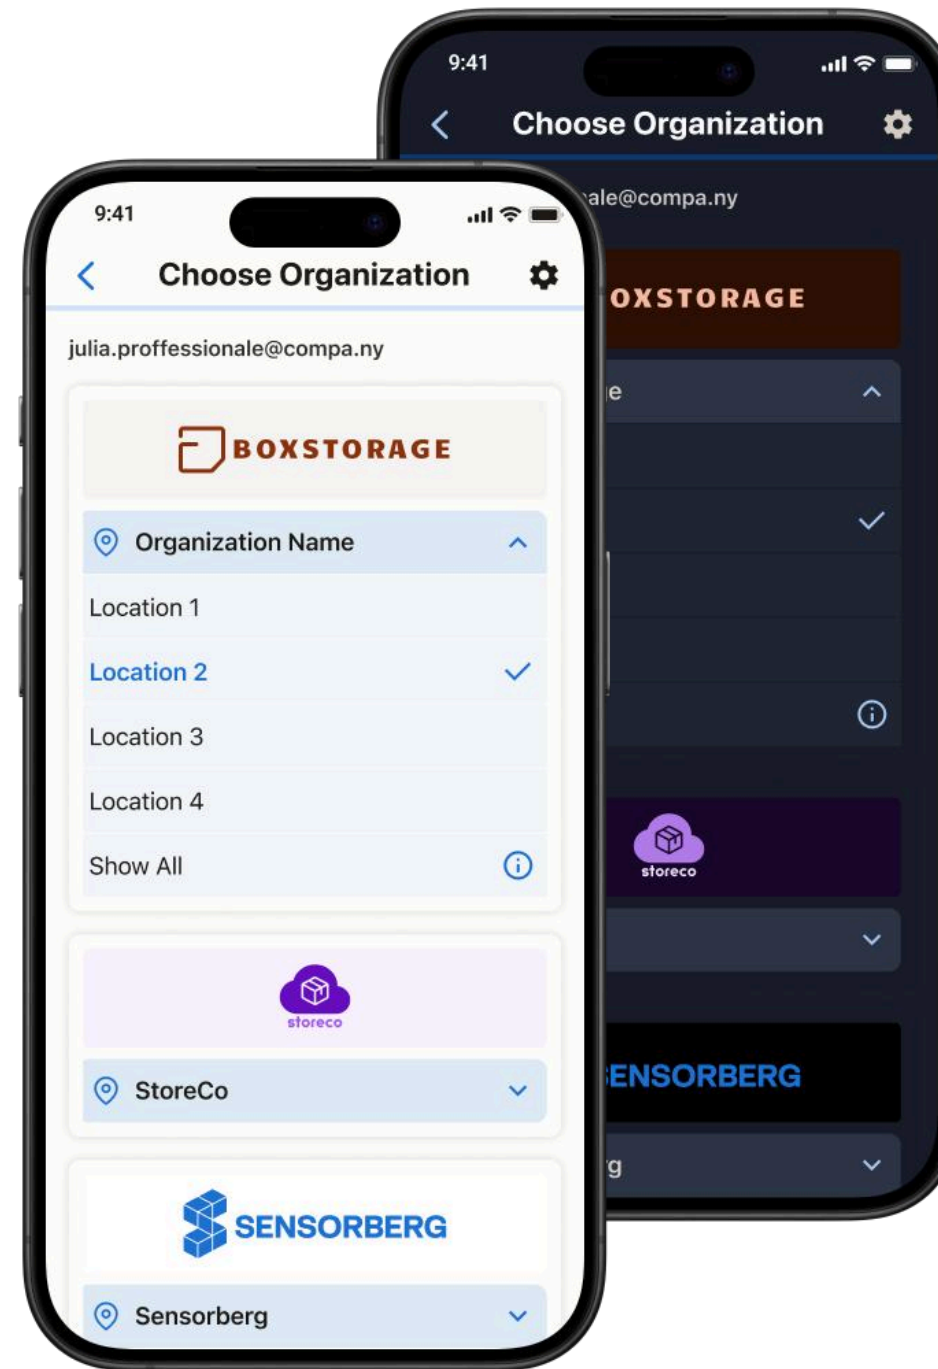 9:41
Choose Organization
julia.proffessionale@compa.ny
BOXSTORAGE
Organization Name
Location 1
Location 2
Location 3
Location 4
Show All
storeco
StoreCo
SENSORBERG
Sensorberg
9:41
Choose Organization
ale@compa.ny
OXSTORAGE
e
storeco
ENSORBERG
g